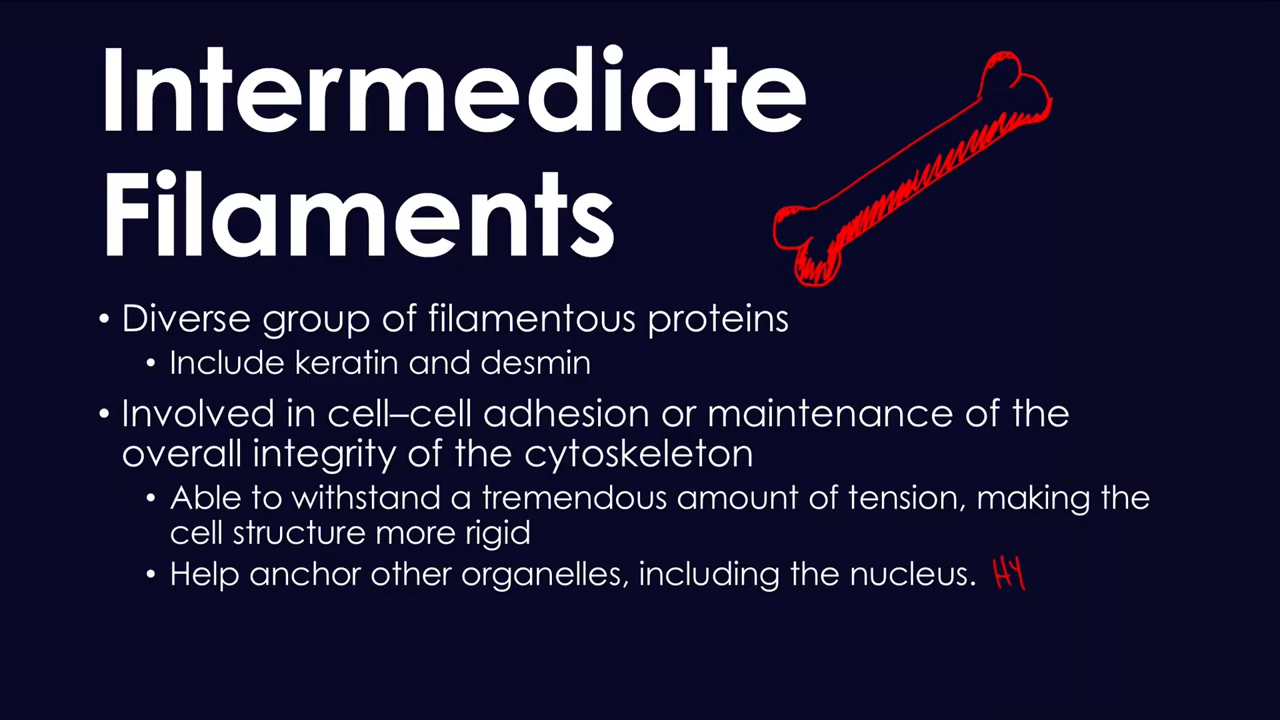 Intermediate
Filaments
• Diverse group of filamentous proteins
• Include keratin and desmin
• Involved in cell–cell adhesion or maintenance of the
overall integrity of the cytoskeleton
• Able to withstand a tremendous amount of tension, making the
cell structure more rigid
• Help anchor other organelles, including the nucleus. HY